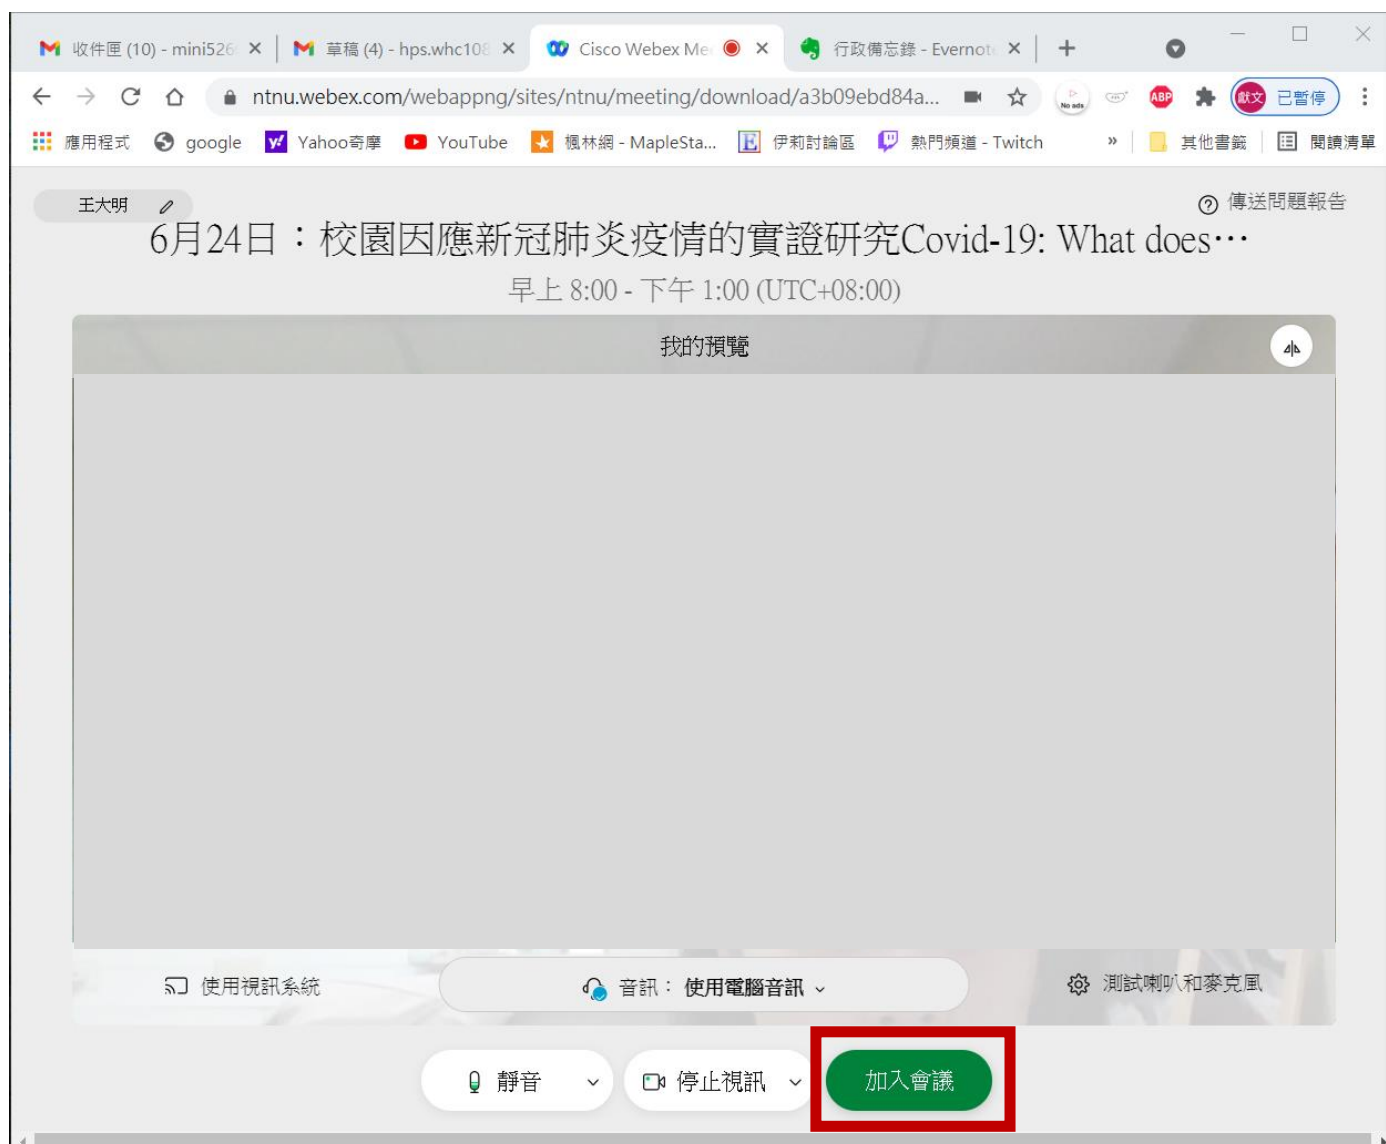 收件匣 (10) - mini526
草稿 (4) - hps.whc108
Cisco Webex Me
行政備忘錄 - Evernot
ntnu.webex.com/webappng/sites/ntnu/meeting/download/a3b09ebd84a...
No ads
ABP
獻文
已暫停
應用程式
google
Yahoo奇摩
YouTube
楓林網 - MapleSta...
伊莉討論區
熱門頻道 - Twitch
»
其他書籤
閱讀清單
王大明
傳送問題報告
6月24日：校園因應新冠肺炎疫情的實證研究Covid-19: What does…
早上 8:00 - 下午 1:00 (UTC+08:00)
我的預覽
使用視訊系統
音訊： 使用電腦音訊
測試喇叭和麥克風
靜音
停止視訊
加入會議